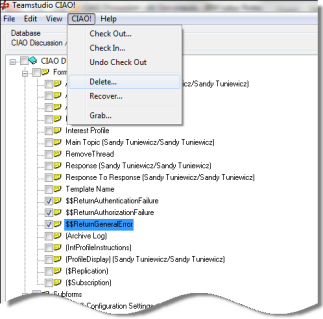 Teamstudio CIAO!
File Edit View CIAO! Help
Database
CIAO Discussion
Check Out...
Check In...
Undo Check Out
Delete...
Recover...
Grab...
CIAO D
For
/Sandy Tuniewicz)
Interest Profile
Main Topic (Sandy Tuniewicz/Sandy Tuniewicz)
RemoveThread
Response (Sandy Tuniewicz/Sandy Tuniewicz)
Response To Response (Sandy Tuniewicz/Sandy Tuniewicz)
Template Name
$$ReturnAuthenticationFailure
$$ReturnAuthorizationFailure
$$ReturnGeneralError
(Archive Log)
(IntProfileInstructions)
(ProfileDisplay) (Sandy Tuniewicz/Sandy Tuniewicz)
($Replication)
($Subscription)
Subforms
Configuration Settings